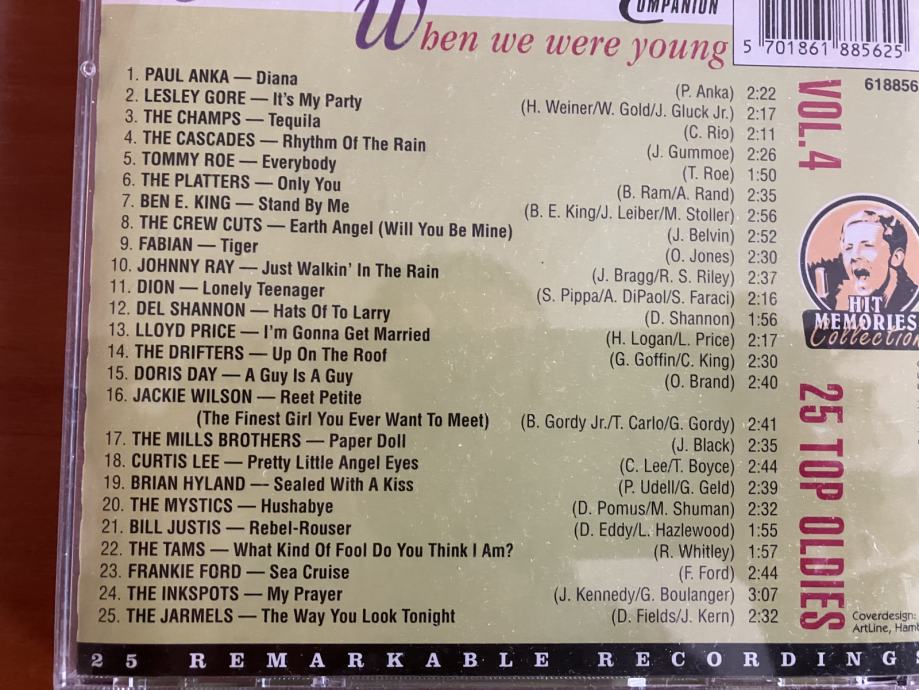 COMPANION
When we were young
5 701861 885625
618856
VOL.4
1. PAUL ANKA — Diana (P. Anka) 2:22
2. LESLEY GORE — It's My Party (H. Weiner/W. Gold/J. Gluck Jr.) 2:17
3. THE CHAMPS — Tequila (C. Rio) 2:11
4. THE CASCADES — Rhythm Of The Rain (J. Gummoe) 2:26
5. TOMMY ROE — Everybody (T. Roe) 1:50
6. THE PLATTERS — Only You (B. Ram/A. Rand) 2:35
7. BEN E. KING — Stand By Me (B. E. King/J. Leiber/M. Stoller) 2:56
8. THE CREW CUTS — Earth Angel (Will You Be Mine) (J. Belvin) 2:52
9. FABIAN — Tiger (O. Jones) 2:30
10. JOHNNY RAY — Just Walkin' In The Rain (J. Bragg/R. S. Riley) 2:37
11. DION — Lonely Teenager (S. Pippa/A. DiPaol/S. Faraci) 2:16
12. DEL SHANNON — Hats Of To Larry (D. Shannon) 1:56
13. LLOYD PRICE — I'm Gonna Get Married (H. Logan/L. Price) 2:17
14. THE DRIFTERS — Up On The Roof (G. Goffin/C. King) 2:30
15. DORIS DAY — A Guy Is A Guy (O. Brand) 2:40
16. JACKIE WILSON — Reet Petite
(The Finest Girl You Ever Want To Meet) (B. Gordy Jr./T. Carlo/G. Gordy) 2:41
17. THE MILLS BROTHERS — Paper Doll (J. Black) 2:35
18. CURTIS LEE — Pretty Little Angel Eyes (C. Lee/T. Boyce) 2:44
19. BRIAN HYLAND — Sealed With A Kiss (P. Udell/G. Geld) 2:39
20. THE MYSTICS — Hushabye (D. Pomus/M. Shuman) 2:32
21. BILL JUSTIS — Rebel-Rouser (D. Eddy/L. Hazlewood) 1:55
22. THE TAMS — What Kind Of Fool Do You Think I Am? (R. Whitley) 1:57
23. FRANKIE FORD — Sea Cruise (F. Ford) 2:44
24. THE INKSPOTS — My Prayer (J. Kennedy/G. Boulanger) 3:07
25. THE JARMELS — The Way You Look Tonight (D. Fields/J. Kern) 2:32
HIT
MEMORIES
Collection
25 TOP OLDIES
Coverdesign:
ArtLine, Hamb
25 REMARKABLE RECORDINGS